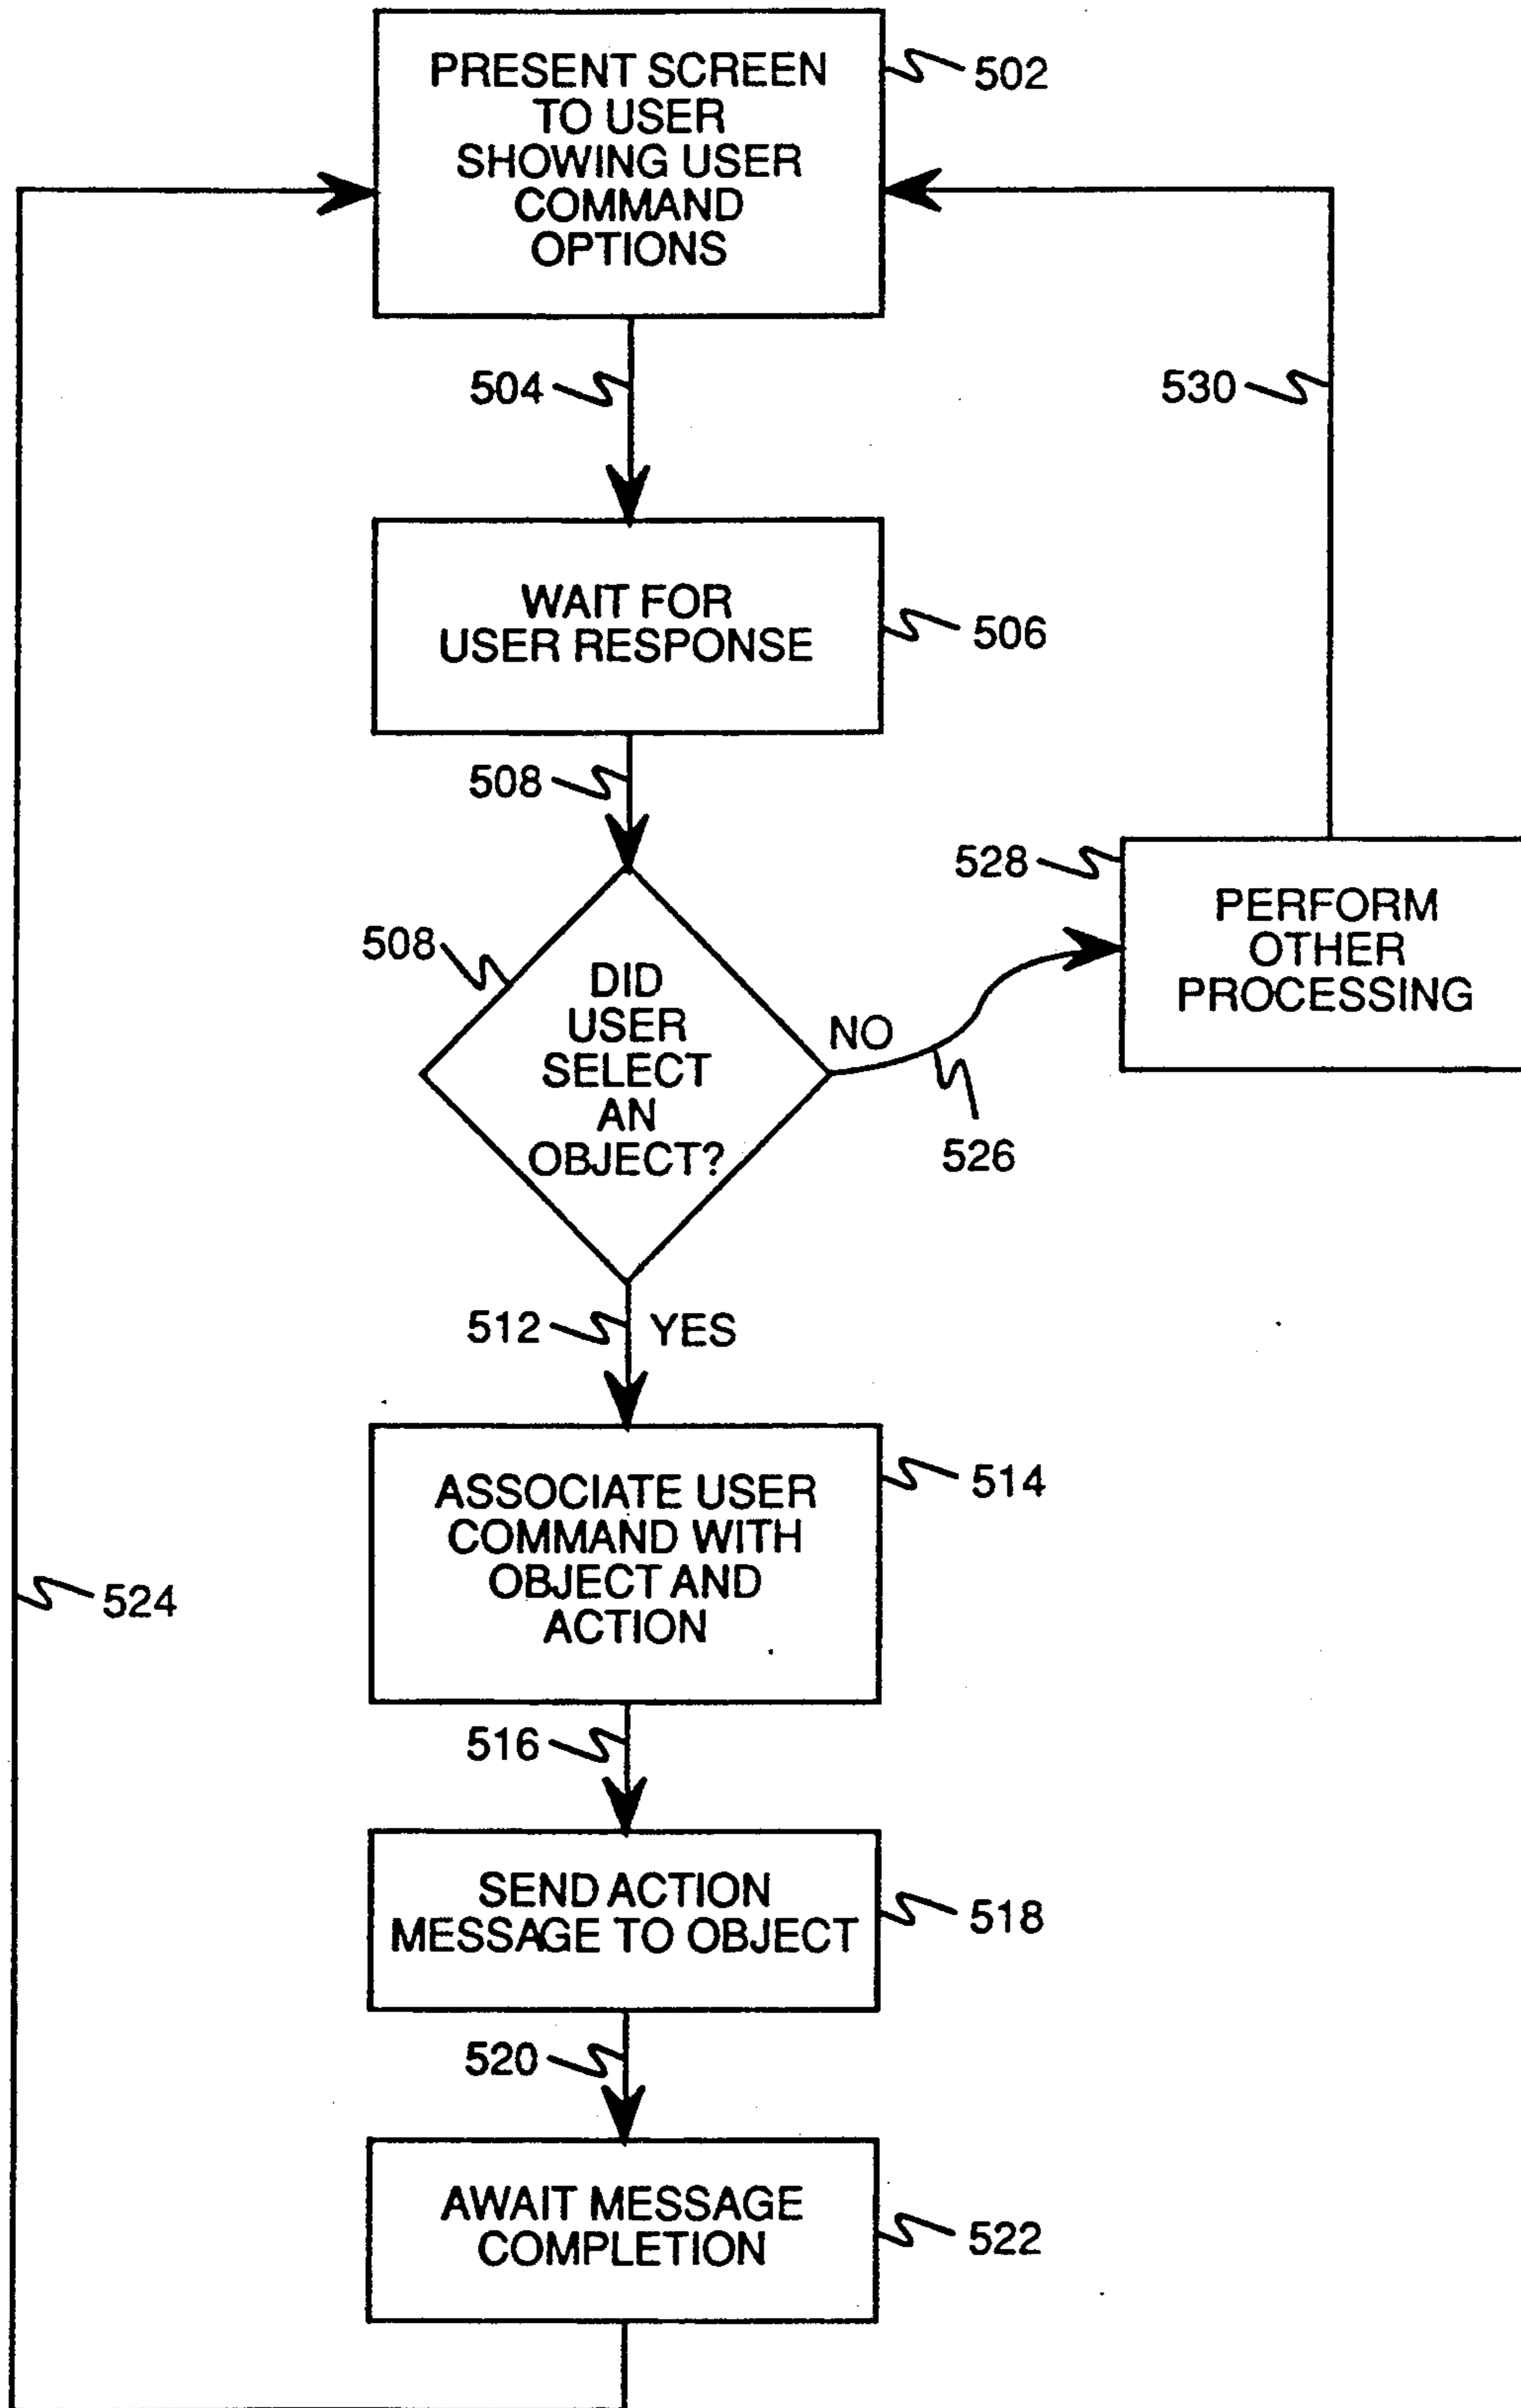 PRESENT SCREEN
TO USER
SHOWING USER
COMMAND
OPTIONS
502
504
530
WAIT FOR
USER RESPONSE
506
508
528
PERFORM
OTHER
PROCESSING
508
DID
USER
SELECT
AN
OBJECT?
NO
526
512
YES
ASSOCIATE USER
COMMAND WITH
OBJECT AND
ACTION
514
524
516
SEND ACTION
MESSAGE TO OBJECT
518
520
AWAIT MESSAGE
COMPLETION
522